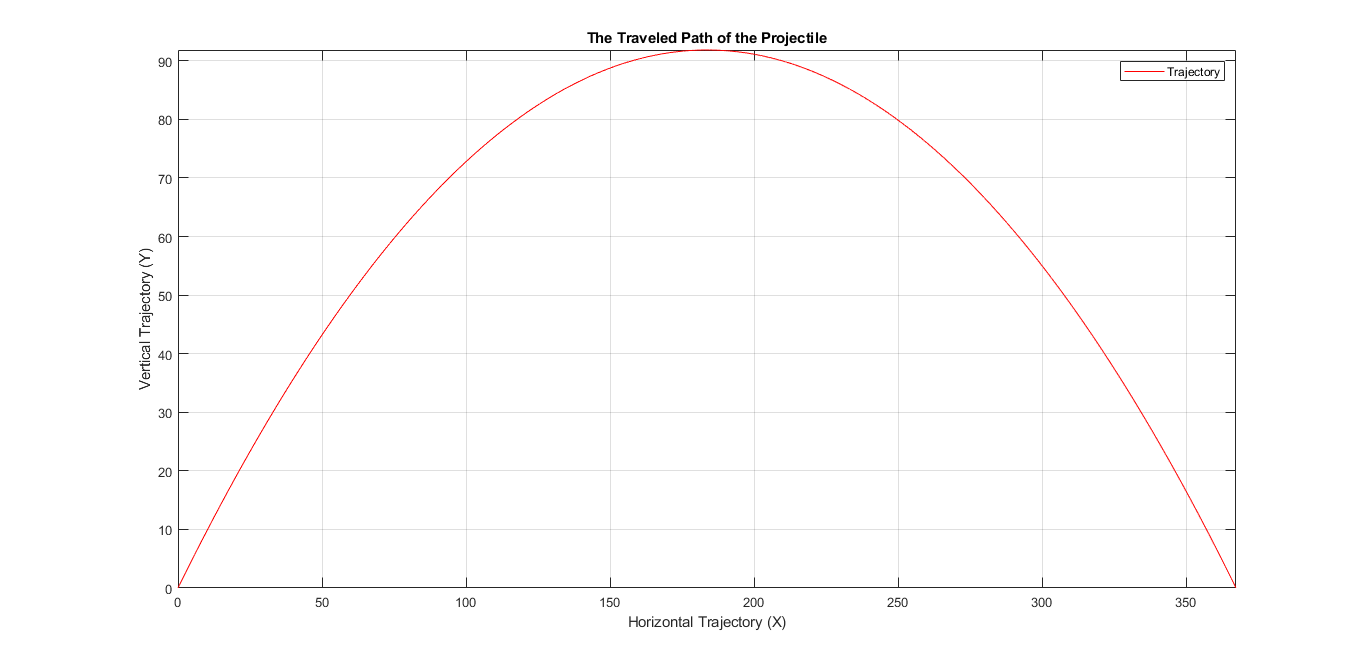 The Traveled Path of the Projectile
Trajectory
90
80
70
60
50
40
30
20
10
0
Vertical Trajectory (Y)
0 50 100 150 200 250 300 350
Horizontal Trajectory (X)